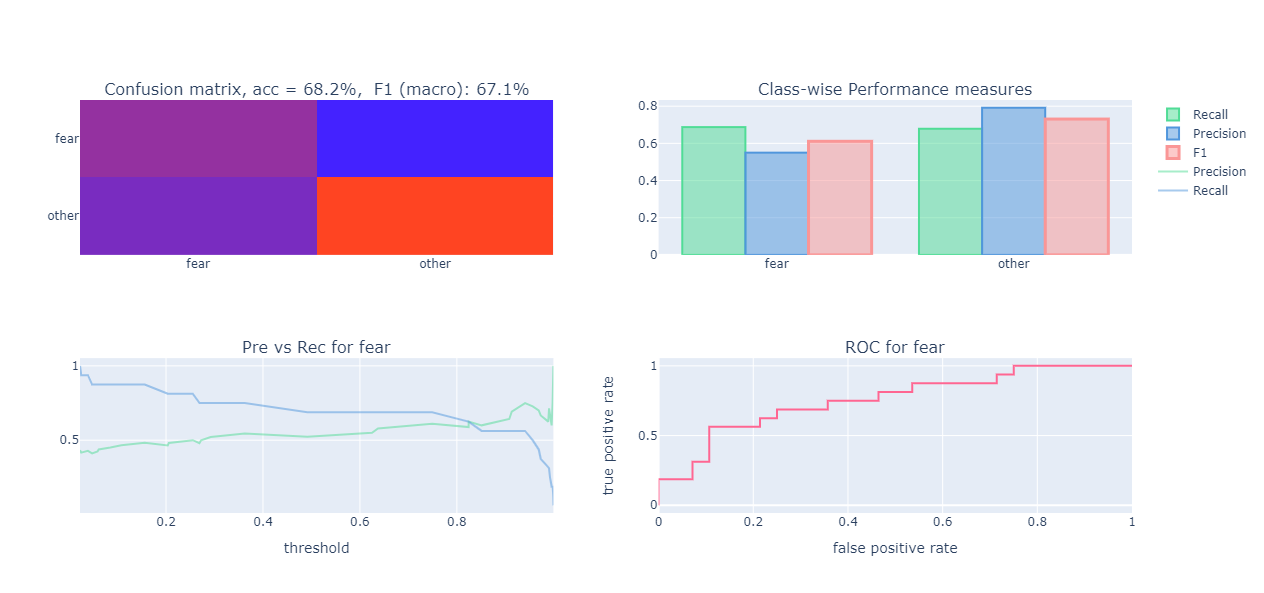 Confusion matrix, acc = 68.2%,  F1 (macro): 67.1%
fear
other
fear
other
Class-wise Performance measures
0.8
0.6
0.4
0.2
0
fear
other
Recall
Precision
F1
Precision
Recall
Pre vs Rec for fear
1
0.5
0.2
0.4
0.6
0.8
threshold
ROC for fear
true positive rate
1
0.5
0
0
0.2
0.4
0.6
0.8
1
false positive rate